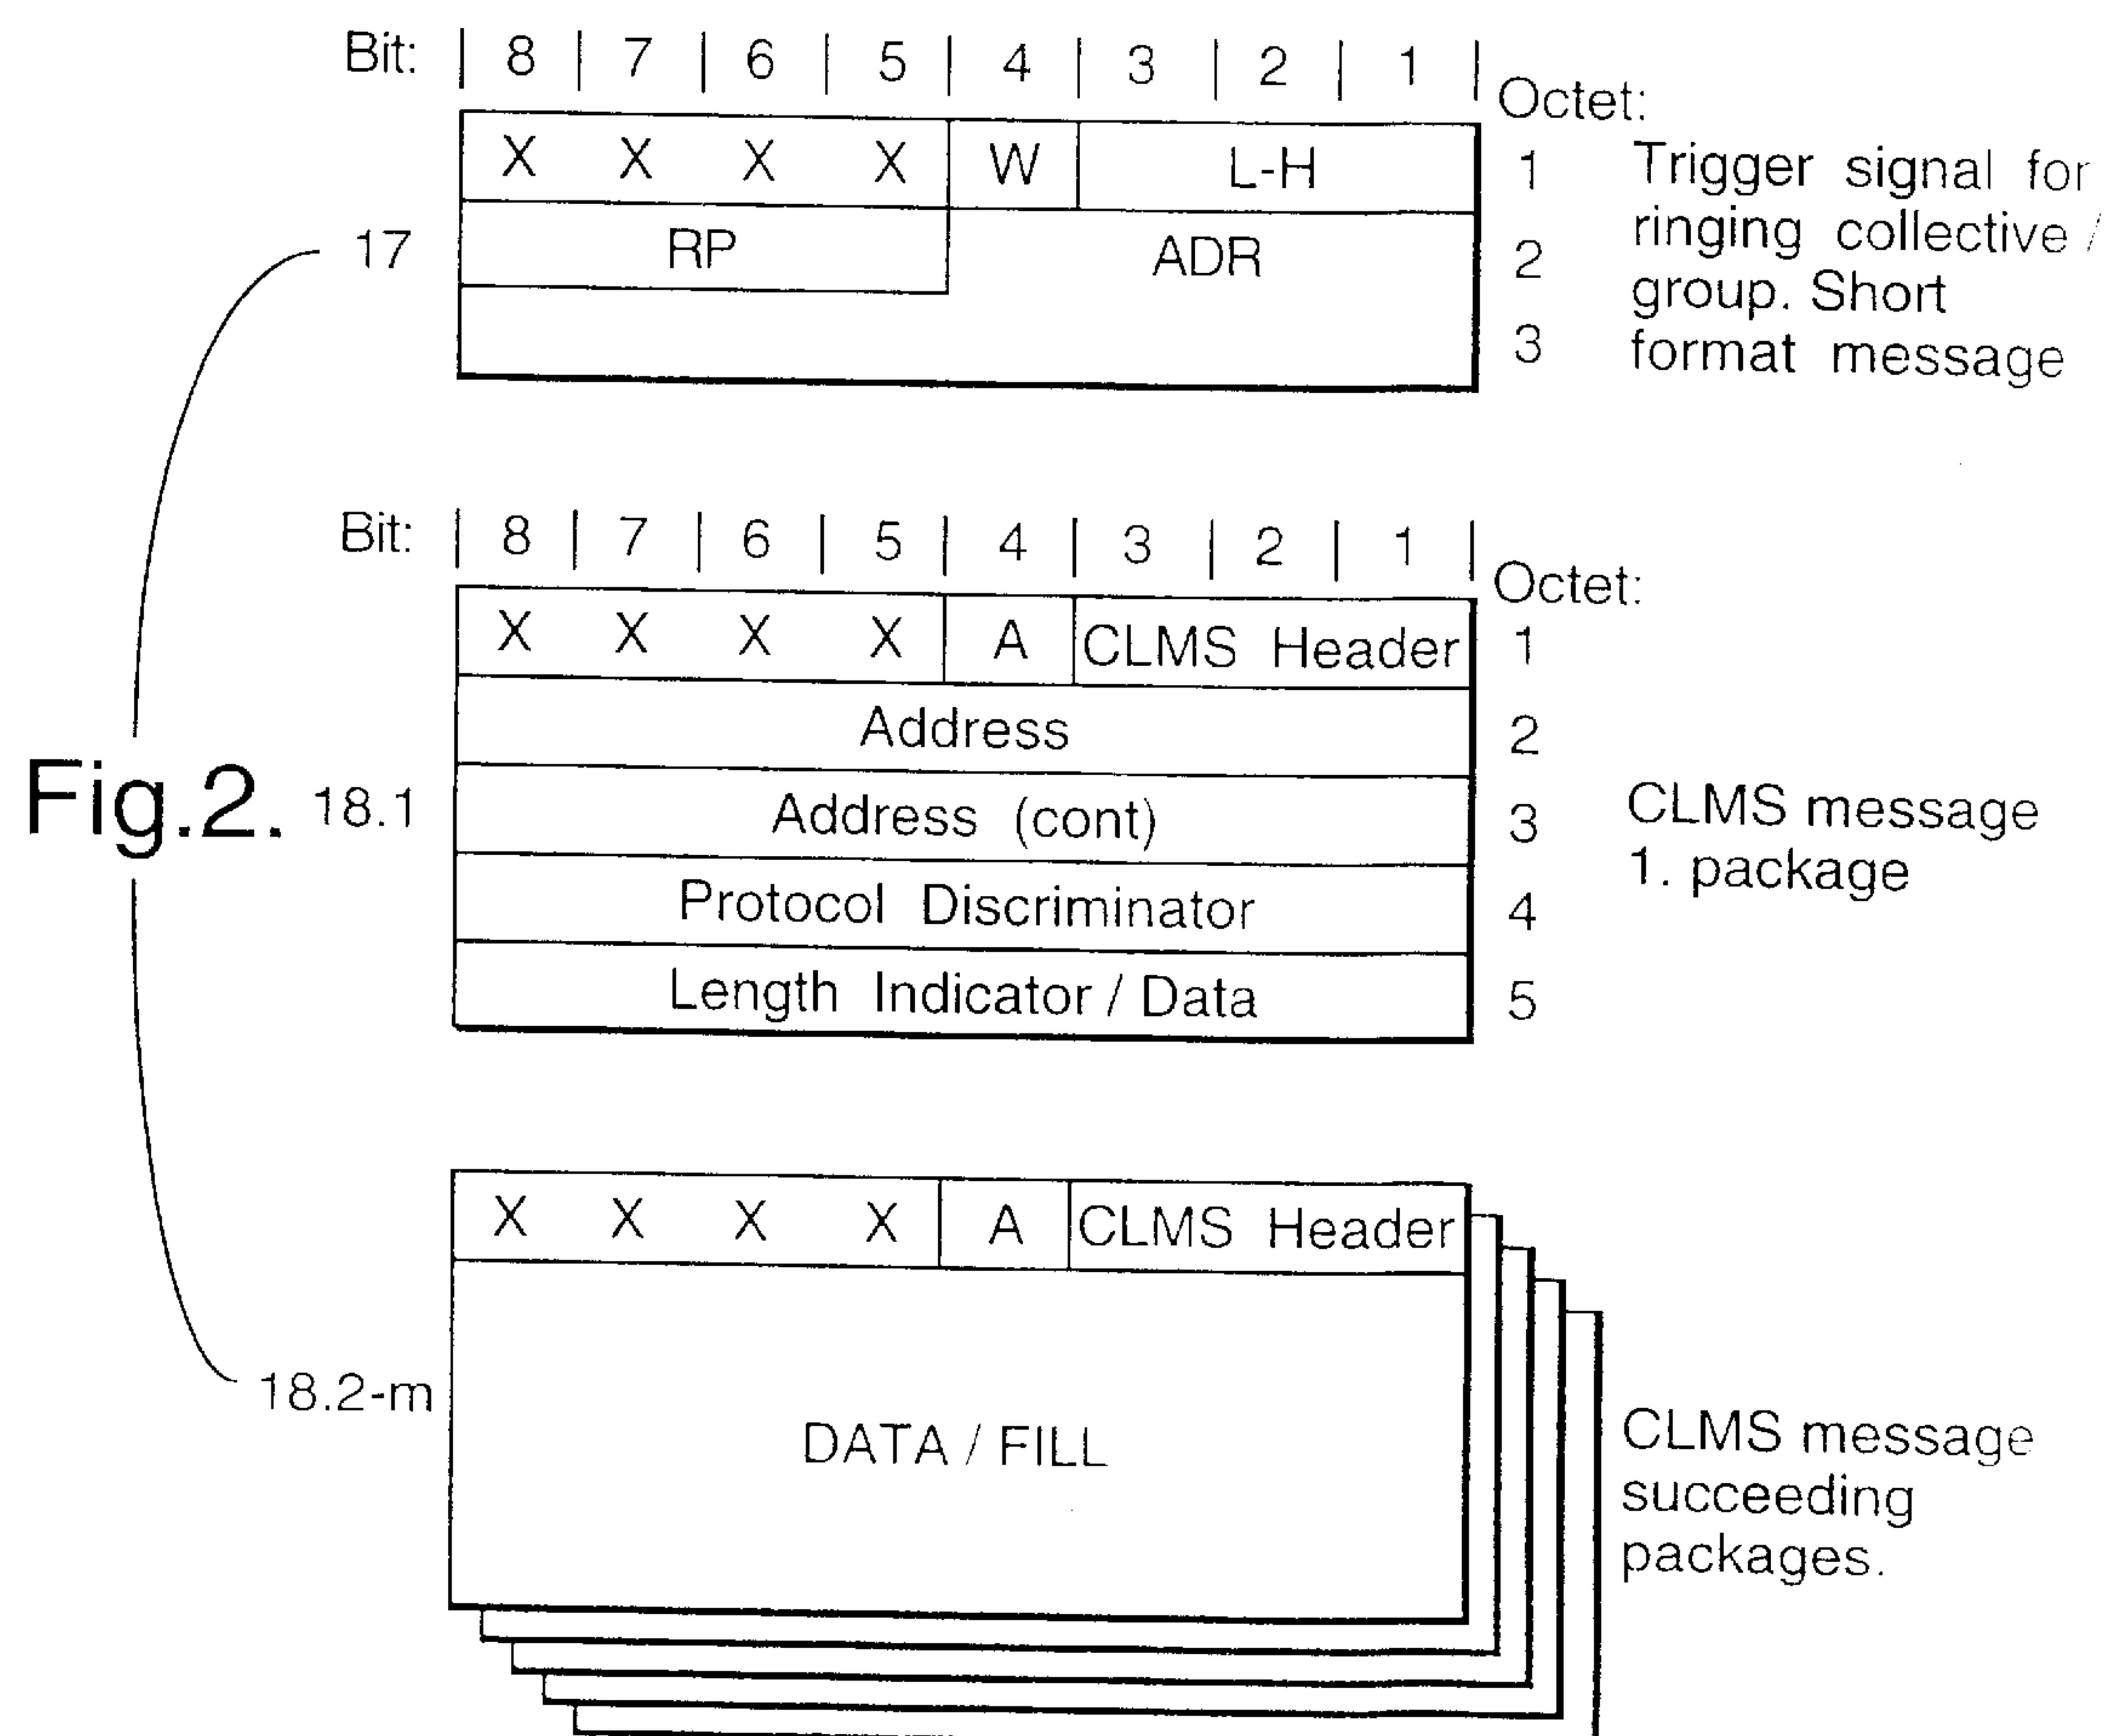 Bit: | 8 | 7 | 6 | 5 | 4 | 3 | 2 | 1 |
Octet:
X X X X W L-H 1
17 RP ADR 2
3
Trigger signal for
ringing collective /
group. Short
format message
Bit: | 8 | 7 | 6 | 5 | 4 | 3 | 2 | 1 |
Octet:
X X X X A CLMS Header 1
Address 2
Fig.2. 18.1 Address (cont) 3
Protocol Discriminator 4
Length Indicator / Data 5
CLMS message
1. package
X X X X A CLMS Header
18.2-m
DATA / FILL
CLMS message
succeeding
packages.